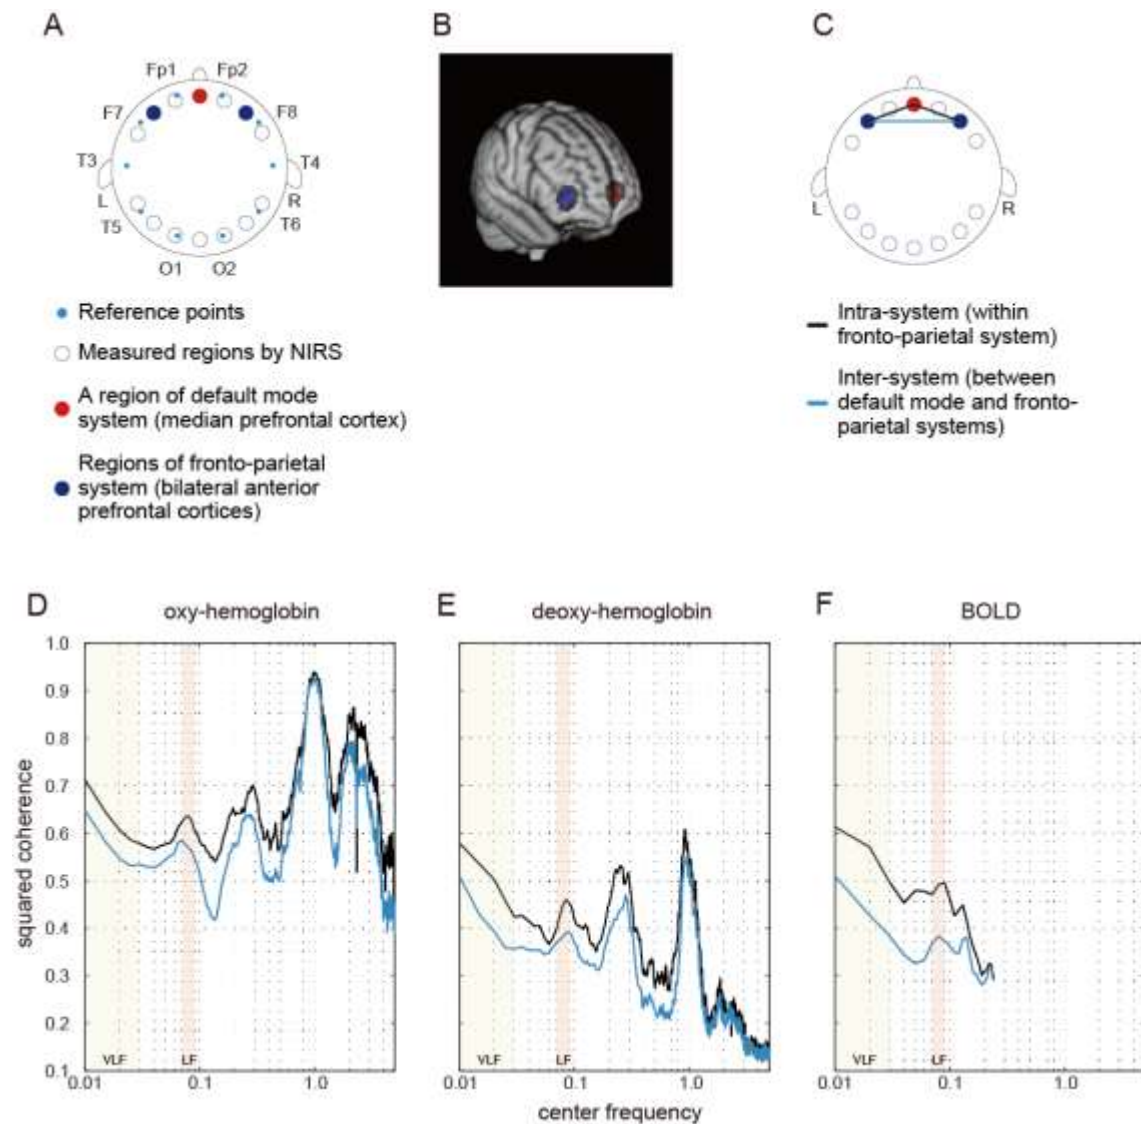 A
B
C
Fp1 Fp2
F7 F8
T3 T4
L R
T5 T6
O1 O2
L R
Reference points
Measured regions by NIRS
A region of default mode
system (median prefrontal cortex)
Regions of fronto-parietal
system (bilateral anterior
prefrontal cortices)
Intra-system (within
fronto-parietal system)
Inter-system (between
default mode and fronto-
parietal systems)
D oxy-hemoglobin
E deoxy-hemoglobin
F BOLD
squared coherence
1.0
0.9
0.8
0.7
0.6
0.5
0.4
0.3
0.2
0.1
VLF LF
VLF LF
VLF LF
0.01 0.1 1.0
0.01 0.1 1.0
0.01 0.1 1.0
center frequency